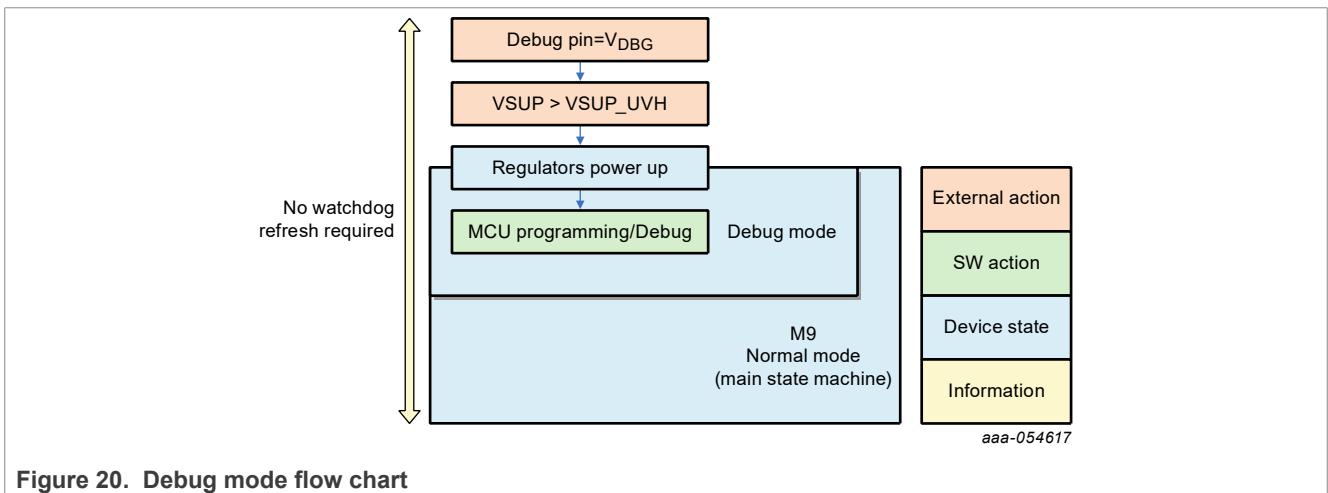 Debug pin=VDBG
VSUP > VSUP_UVH
Regulators power up
No watchdog
refresh required
MCU programming/Debug
Debug mode
M9
Normal mode
(main state machine)
External action
SW action
Device state
Information
aaa-054617
Figure 20. Debug mode flow chart